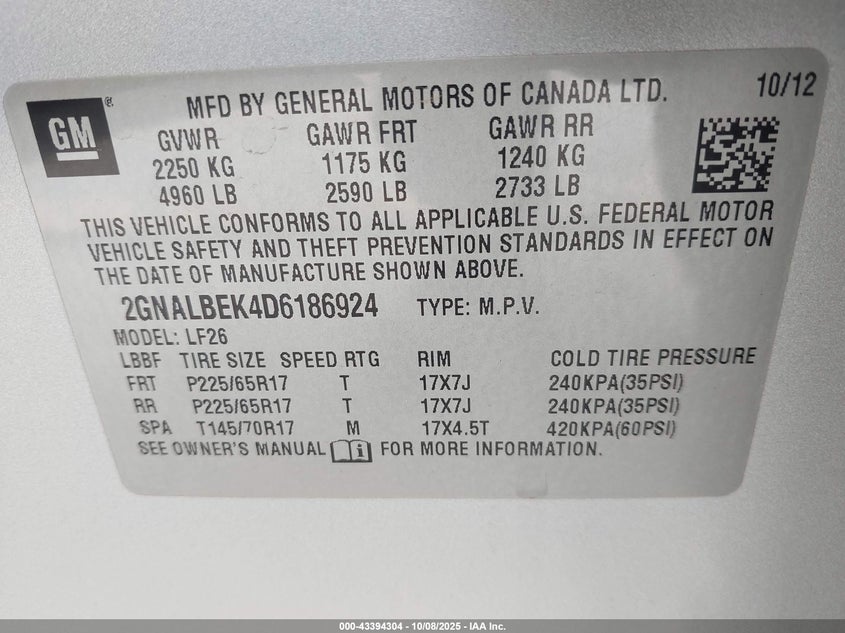 GM ®
MFD BY GENERAL MOTORS OF CANADA LTD. 10/12
GVWR GAWR FRT GAWR RR
2250 KG 1175 KG 1240 KG
4960 LB 2590 LB 2733 LB
THIS VEHICLE CONFORMS TO ALL APPLICABLE U.S. FEDERAL MOTOR
VEHICLE SAFETY AND THEFT PREVENTION STANDARDS IN EFFECT ON
THE DATE OF MANUFACTURE SHOWN ABOVE.
2GNALBEK4D6186924 TYPE: M.P.V.
MODEL: LF26
LBBF TIRE SIZE SPEED RTG RIM COLD TIRE PRESSURE
FRT P225/65R17 T 17X7J 240KPA(35PSI)
RR P225/65R17 T 17X7J 240KPA(35PSI)
SPA T145/70R17 M 17X4.5T 420KPA(60PSI)
SEE OWNER'S MANUAL i FOR MORE INFORMATION.
000-43394304 - 10/08/2025 - IAA Inc.